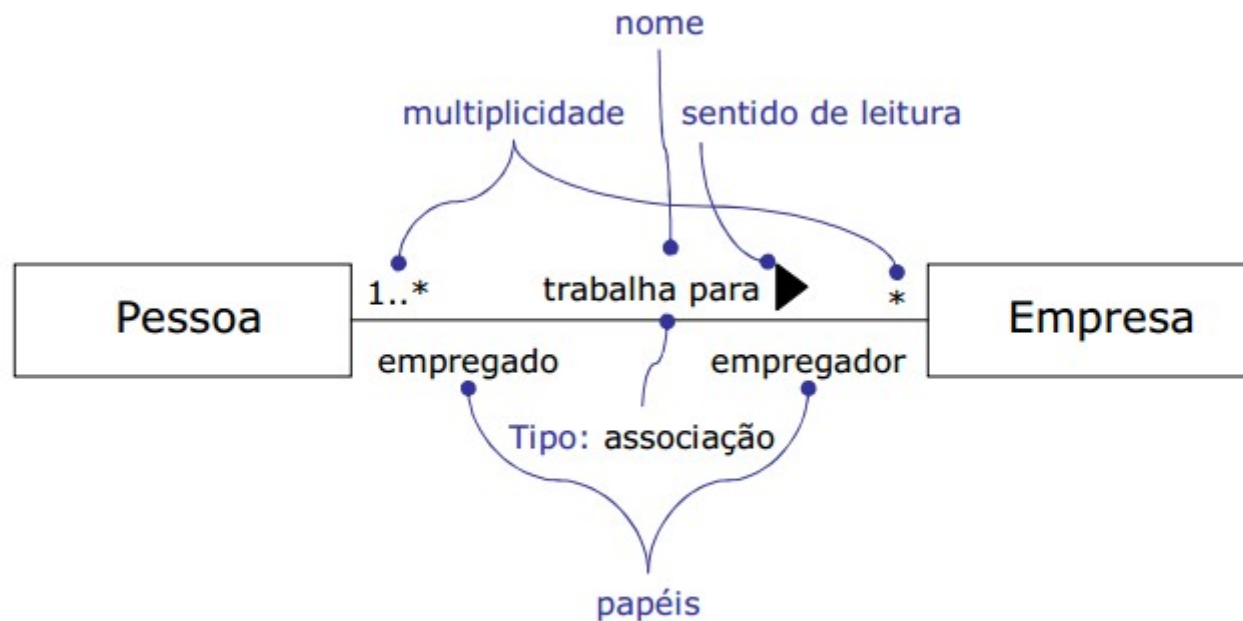 nome
multiplicidade
sentido de leitura
Pessoa
1..*
trabalha para
*
Empresa
empregado
empregador
Tipo: associação
papéis